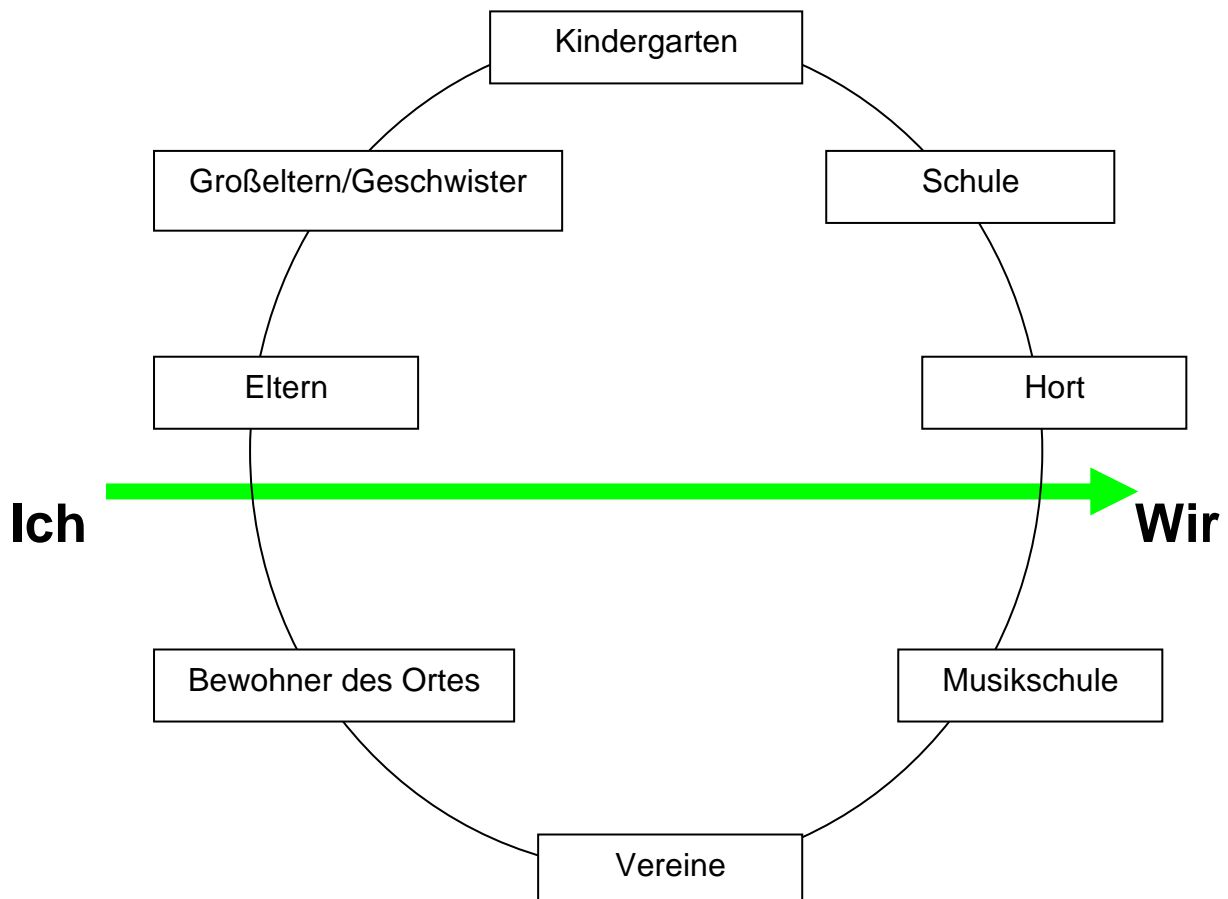 Kindergarten
Großeltern/Geschwister
Schule
Eltern
Hort
Ich
Wir
Bewohner des Ortes
Musikschule
Vereine